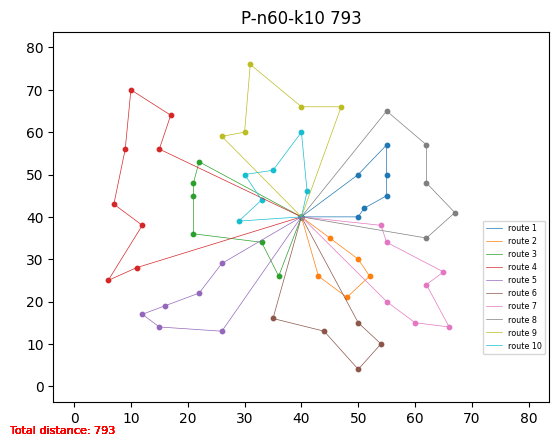 P-n60-k10 793
80
70
60
50
40
30
20
10
0
0 10 20 30 40 50 60 70 80
route 1
route 2
route 3
route 4
route 5
route 6
route 7
route 8
route 9
route 10
Total distance: 793